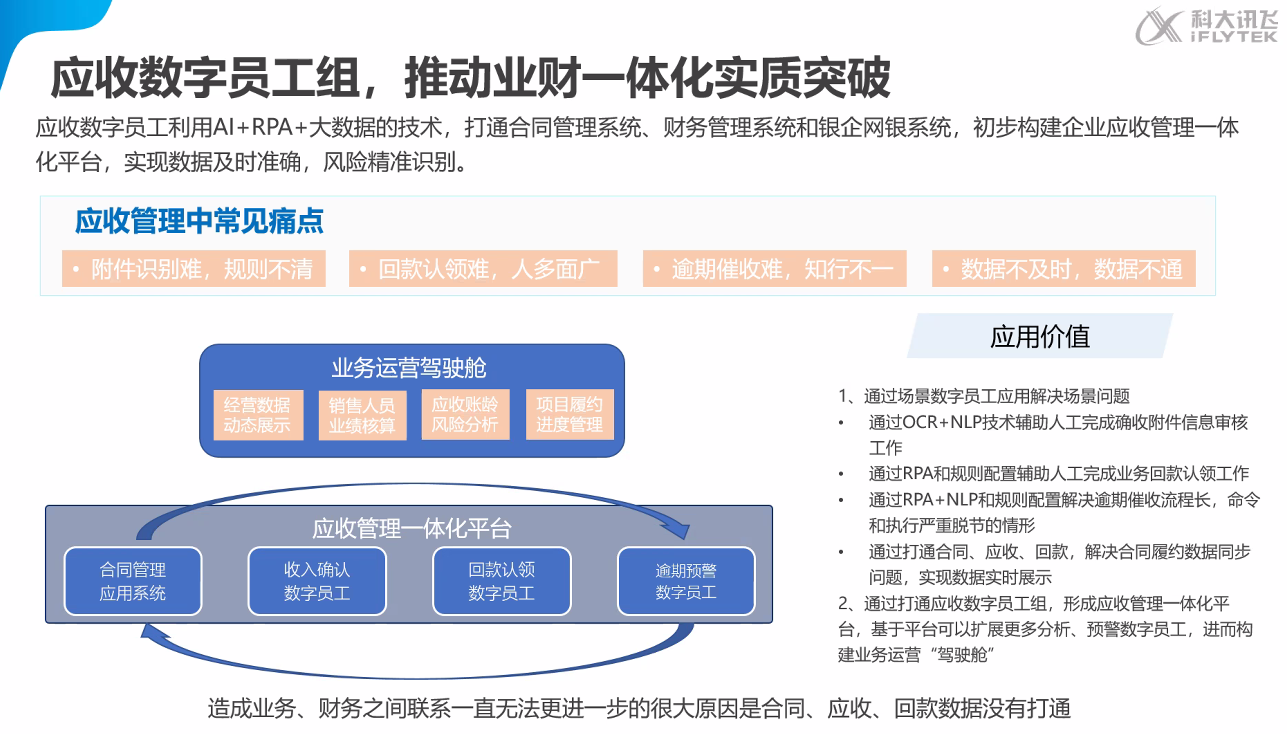 科大讯飞
iFLYTEK
应收数字员工组，推动业财一体化实质突破
应收数字员工利用AI+RPA+大数据的技术，打通合同管理系统、财务管理系统和银企网银系统，初步构建企业应收管理一体
化平台，实现数据及时准确，风险精准识别。
应收管理中常见痛点
• 附件识别难，规则不清
• 回款认领难，人多面广
• 逾期催收难，知行不一
• 数据不及时，数据不通
业务运营驾驶舱
经营数据
动态展示
销售人员
业绩核算
应收账龄
风险分析
项目履约
进度管理
应收管理一体化平台
合同管理
应用系统
收入确认
数字员工
回款认领
数字员工
逾期预警
数字员工
应用价值
1、通过场景数字员工应用解决场景问题
• 通过OCR+NLP技术辅助人工完成确收附件信息审核
工作
• 通过RPA和规则配置辅助人工完成业务回款认领工作
• 通过RPA+NLP和规则配置解决逾期催收流程长，命令
和执行严重脱节的情形
• 通过打通合同、应收、回款，解决合同履约数据同步
问题，实现数据实时展示
2、通过打通应收数字员工组，形成应收管理一体化平
台，基于平台可以扩展更多分析、预警数字员工，进而构
建业务运营“驾驶舱”
造成业务、财务之间联系一直无法更进一步的很大原因是合同、应收、回款数据没有打通